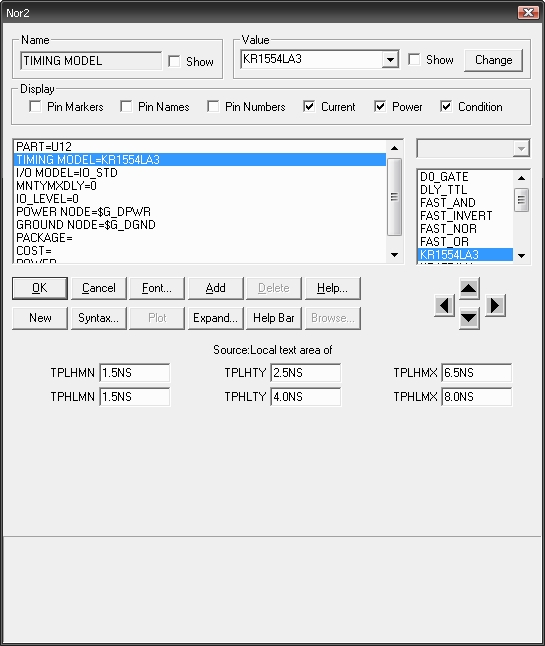 Nor2
Name
Value
TIMING MODEL
Show
KR1554LA3
Show
Change
Display
Pin Markers
Pin Names
Pin Numbers
Current
Power
Condition
PART=U12
TIMING MODEL=KR1554LA3
I/O MODEL=IO_STD
MNTYMXDLY=0
IO_LEVEL=0
POWER NODE=$G_DPWR
GROUND NODE=$G_DGND
PACKAGE=
COST=
D0_GATE
DLY_TTL
FAST_AND
FAST_INVERT
FAST_NOR
FAST_OR
KR1554LA3
OK
Cancel
Font...
Add
Delete
Help...
New
Syntax...
Plot
Expand...
Help Bar
Browse...
Source:Local text area of
TPLHMN 1.5NS
TPLHTY 2.5NS
TPLHMX 6.5NS
TPHLMN 1.5NS
TPHLTY 4.0NS
TPHLMX 8.0NS